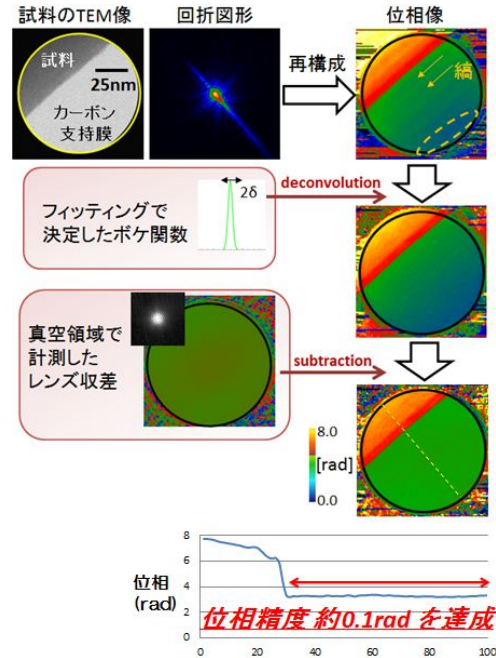 試料のTEM像
回折図形
位相像
試料
25nm
カーボン
支持膜
再構成
縞
フィッティングで
決定したボケ関数
2δ
deconvolution
真空領域で
計測した
レンズ収差
subtraction
8.0
[rad]
0.0
位相
(rad)
8
6
4
2
0
位相精度 約0.1rad を達成
0 20 40 60 80 100